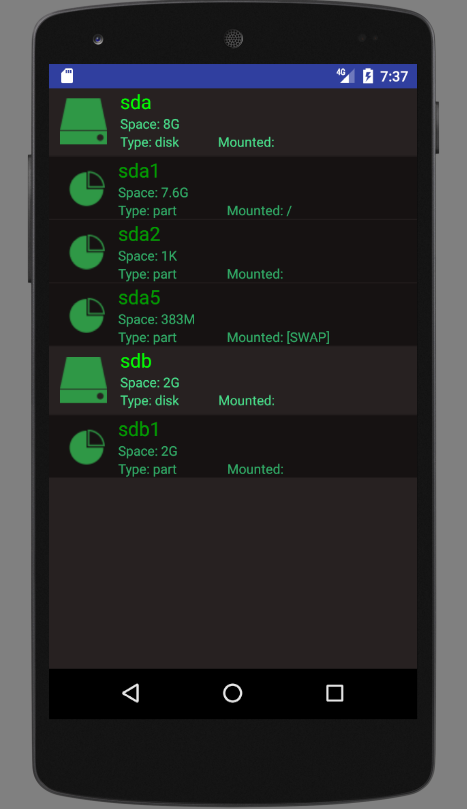 4G 7:37
sda
Space: 8G
Type: disk Mounted:
sda1
Space: 7.6G
Type: part Mounted: /
sda2
Space: 1K
Type: part Mounted:
sda5
Space: 383M
Type: part Mounted: [SWAP]
sdb
Space: 2G
Type: disk Mounted:
sdb1
Space: 2G
Type: part Mounted: